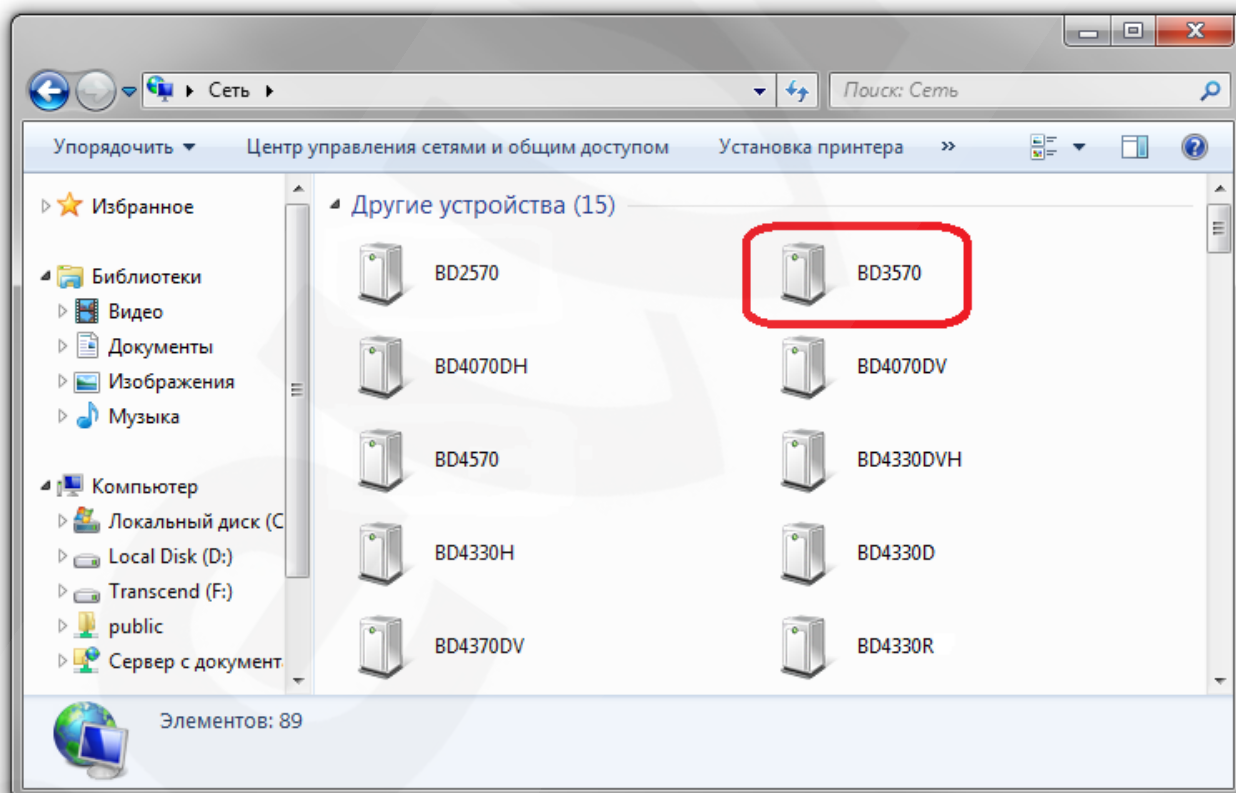 Сеть
Поиск: Сеть
Упорядочить Центр управления сетями и общим доступом Установка принтера »
Избранное
Библиотеки
Видео
Документы
Изображения
Музыка
Компьютер
Локальный диск (C
Local Disk (D:)
Transcend (F:)
public
Сервер с документ
Другие устройства (15)
BD2570
BD3570
BD4070DH
BD4070DV
BD4570
BD4330DVH
BD4330H
BD4330D
BD4370DV
BD4330R
Элементов: 89